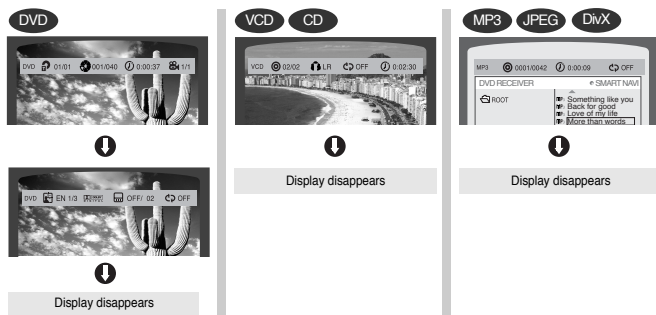 DVD
DVD 01/01 001/040 0:00:37 1/1
DVD EN 1/3 OFF/ 02 OFF
Display disappears
VCD CD
VCD 02/02 LR OFF 0:02:30
Display disappears
MP3 JPEG DivX
MP3 0001/0042 0:00:09 OFF
DVD RECEIVER SMART NAVI
ROOT
Something like you
Back for good
Love of my life
More than words
Display disappears